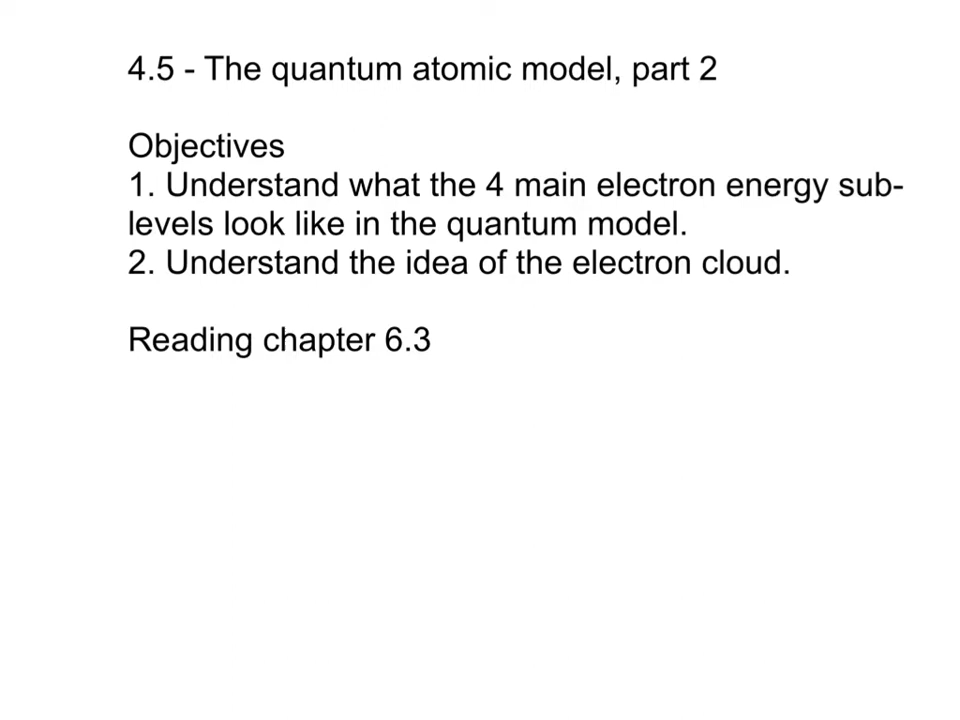 4.5 - The quantum atomic model, part 2
Objectives
1. Understand what the 4 main electron energy sub-
levels look like in the quantum model.
2. Understand the idea of the electron cloud.
Reading chapter 6.3